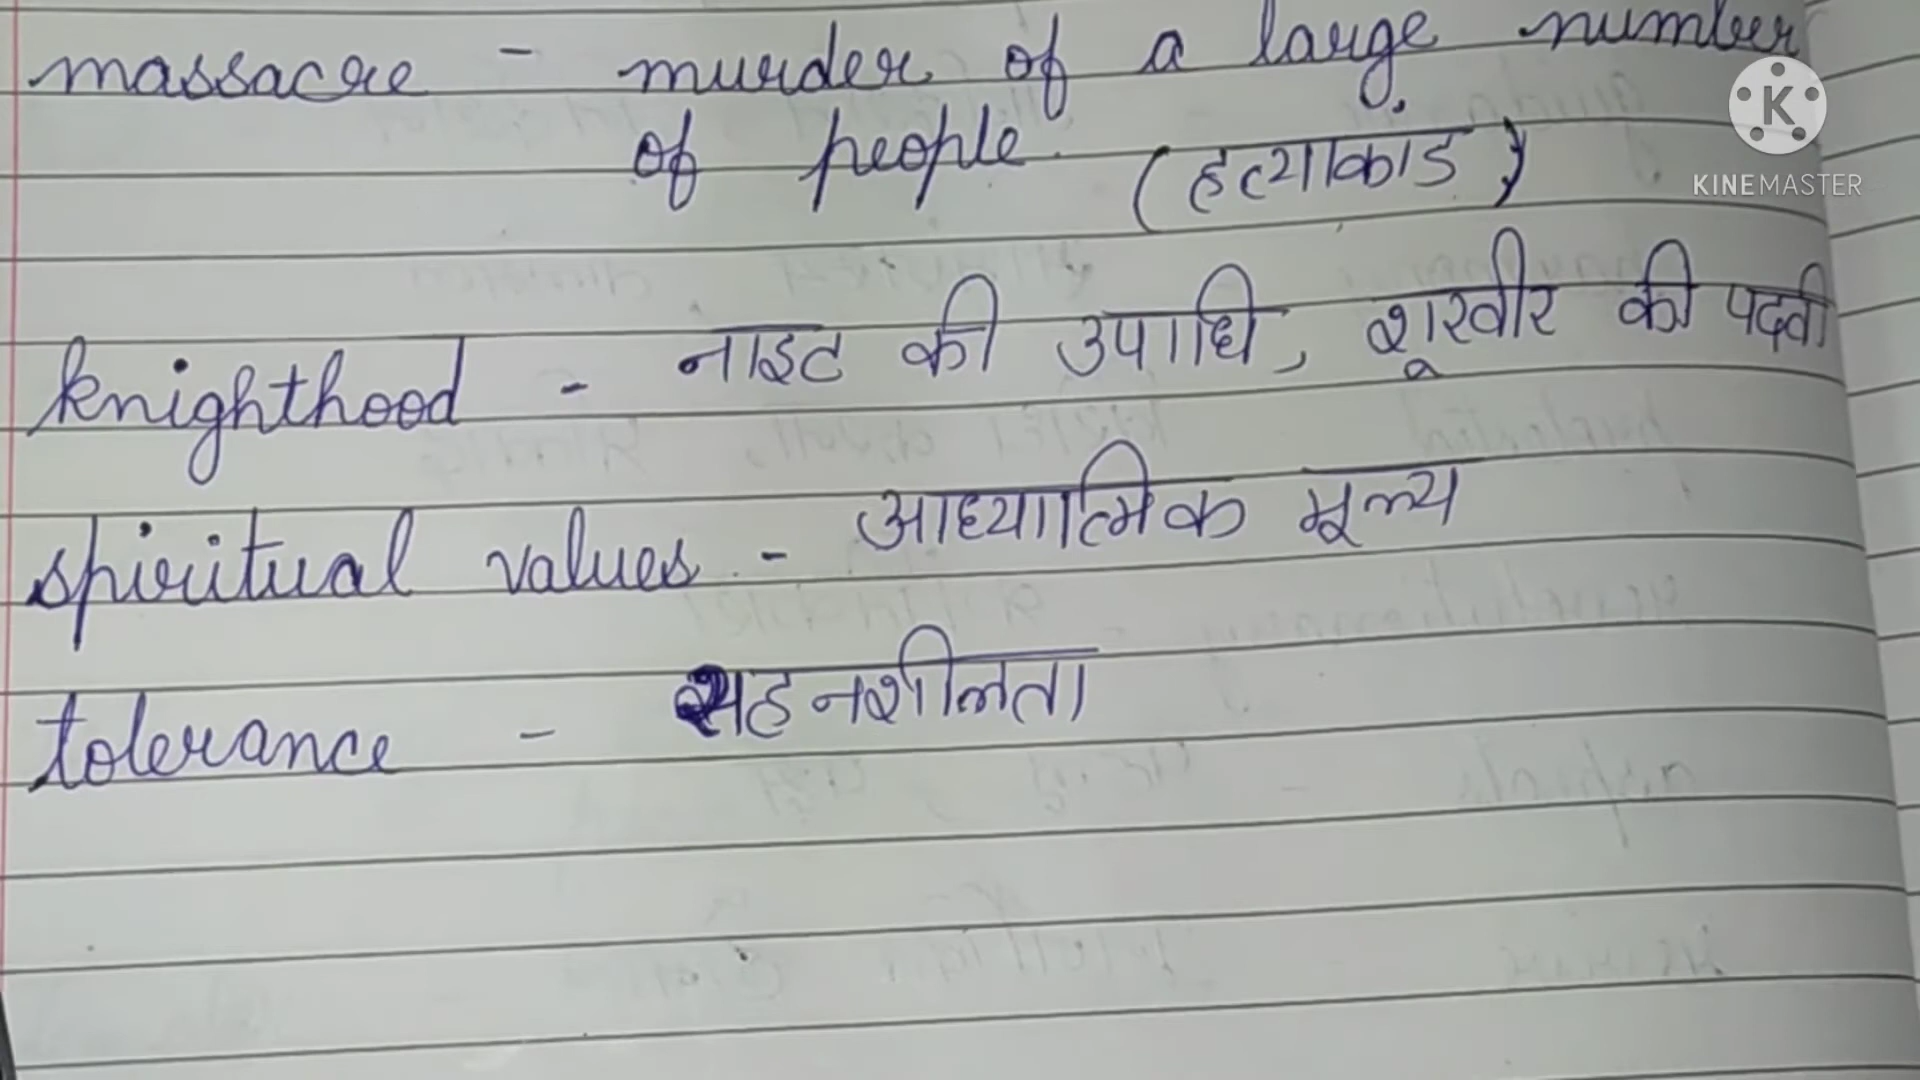 massacre - murder of a large number
of people. (हत्याकांड)
K
KINEMASTER
knighthood - नाइट की उपाधि, शूरवीर की पदवी
spiritual values - आध्यात्मिक मूल्य
tolerance - सहनशीलता